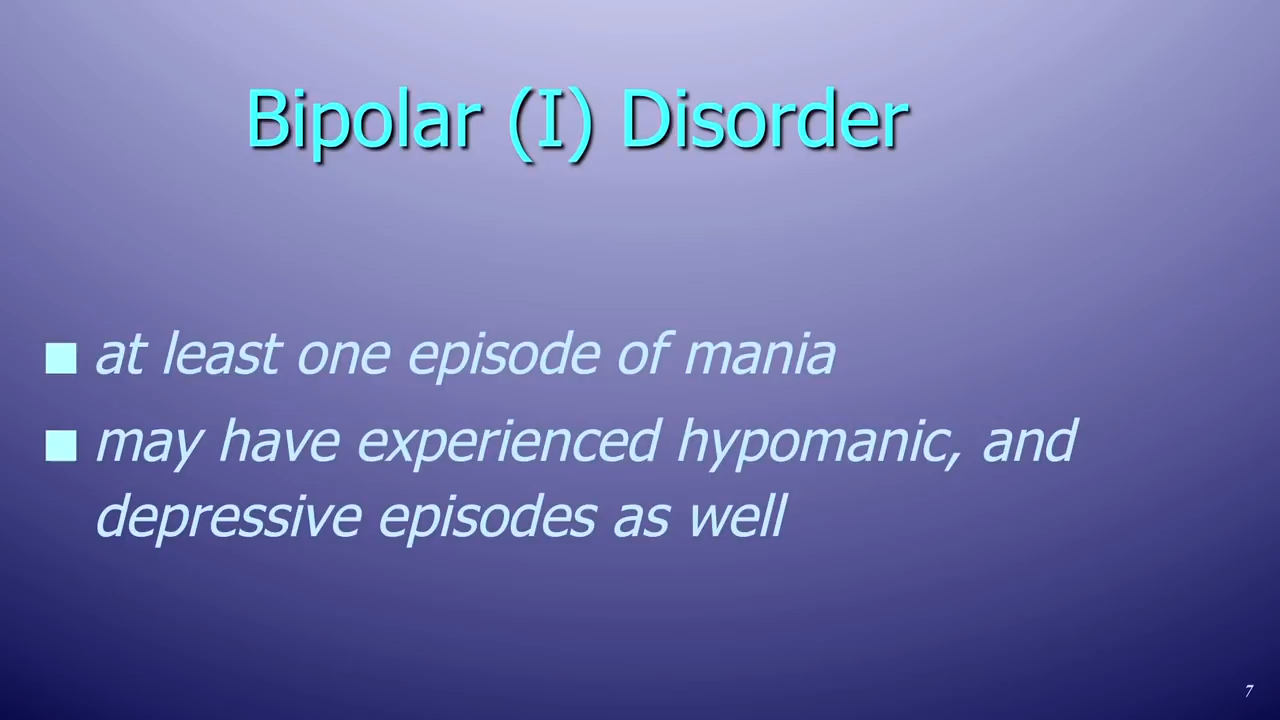 Bipolar (I) Disorder
■ at least one episode of mania
■ may have experienced hypomanic, and
depressive episodes as well
7